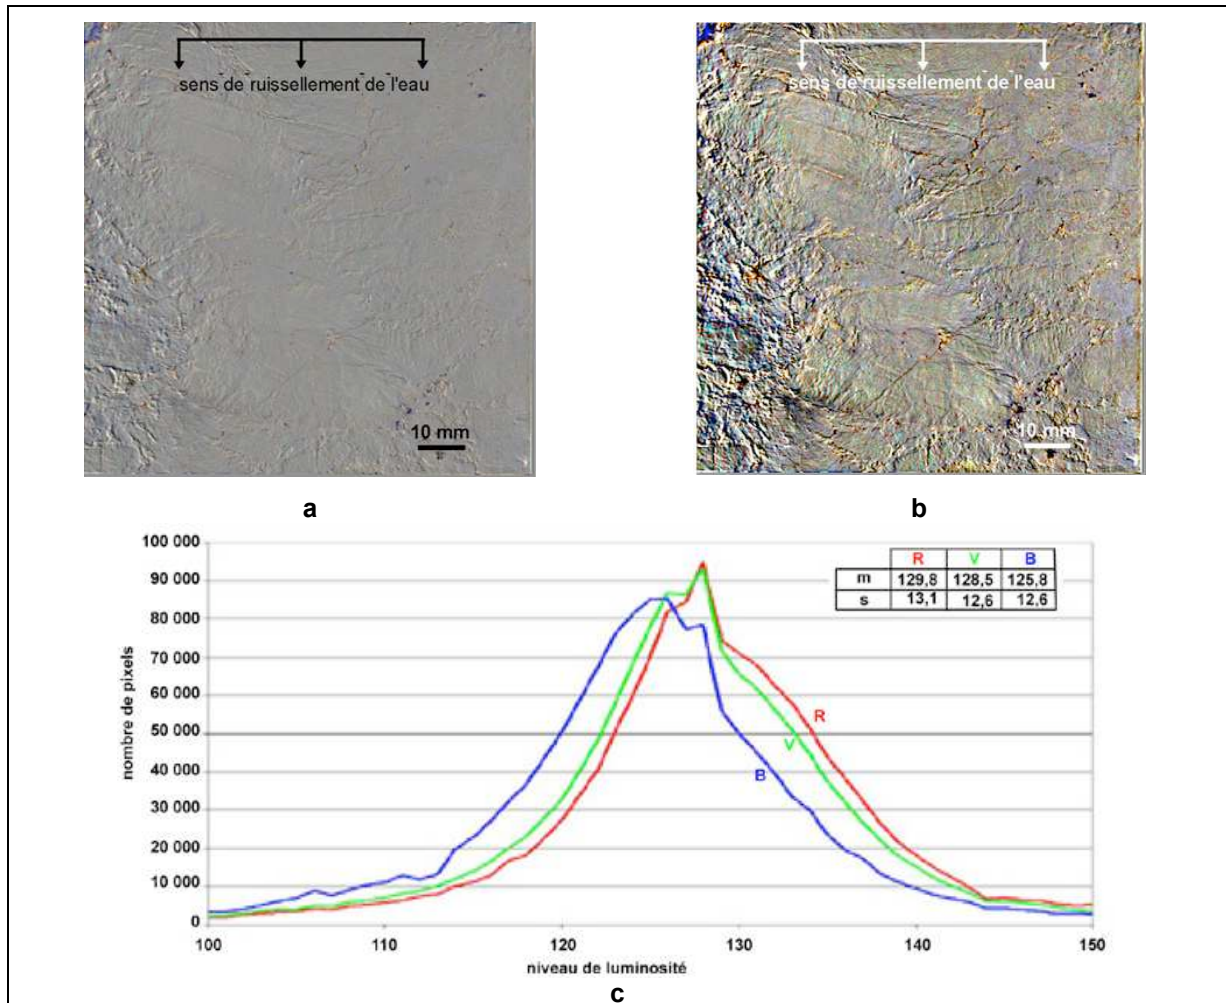 sens de ruissellement de l'eau
10 mm
a
sens de ruissellement de l'eau
10 mm
b
100 000
90 000
80 000
70 000
60 000
50 000
40 000
30 000
20 000
10 000
0
nombre de pixels
R V B
m 129,8 128,5 125,8
s 13,1 12,6 12,6
R
V
B
100 110 120 130 140 150
niveau de luminosité
c